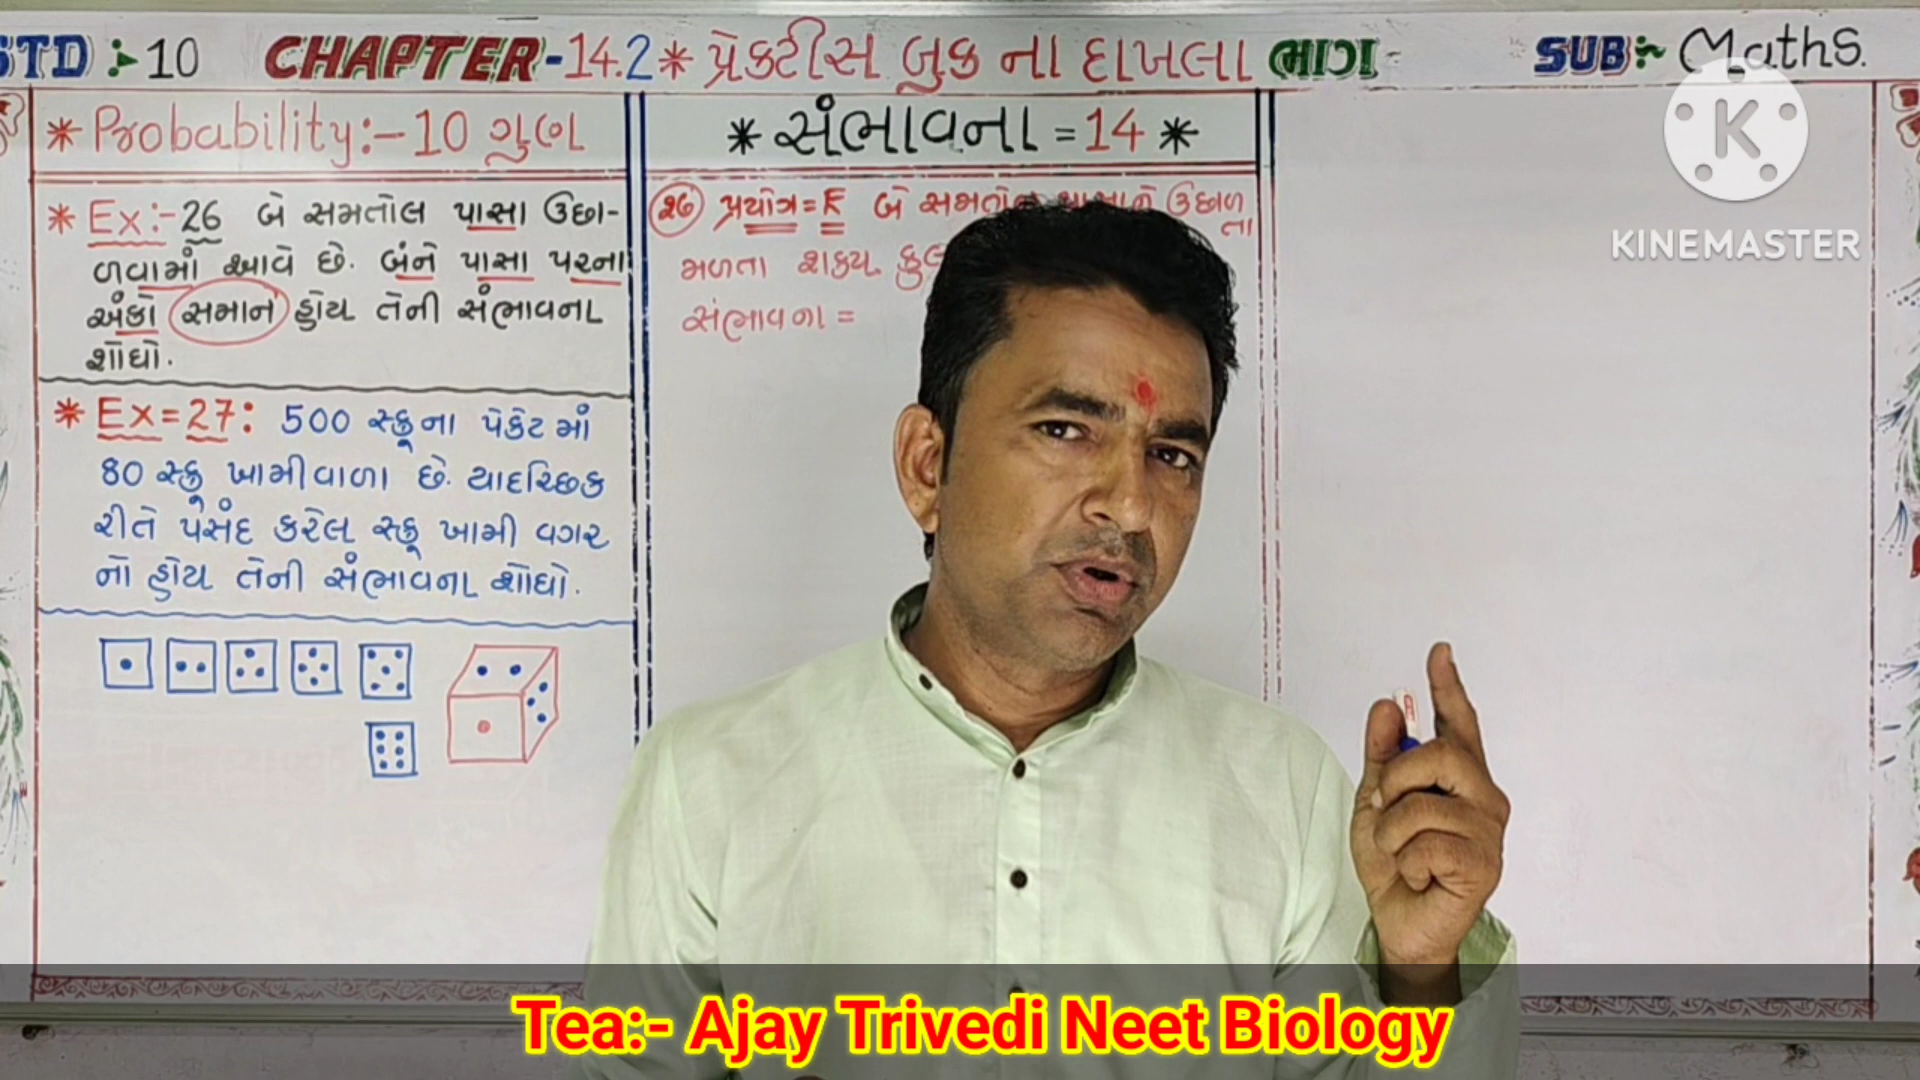 STD :- 10 CHAPTER-14.2 * પ્રેક્ટીસ બુક ના દાખલા ભાગ - SUB:- Maths.
* Probability:- 10 ગુણ
* Ex:- 26 બે સમતોલ પાસા ઉછા-
ળવામાં આવે છે. બંને પાસા પરના
અંકો સમાન હોય તેની સંભાવના
શોધો.
* Ex=27: 500 સ્ક્રૂના પેકેટ માં
80 સ્ક્રૂ ખામીવાળા છે. યાદચ્છિક
રીતે પસંદ કરેલ સ્ક્રૂ ખામી વગર
નો હોય તેની સંભાવના શોધો.
* સંભાવના = 14 *
26 પ્રયોગ = E બે સમતોલ ઉછાળ
તા
મળતા શક્ય કુલ
સંભાવના =
K
KINEMASTER
A
Tea:- Ajay Trivedi Neet Biology